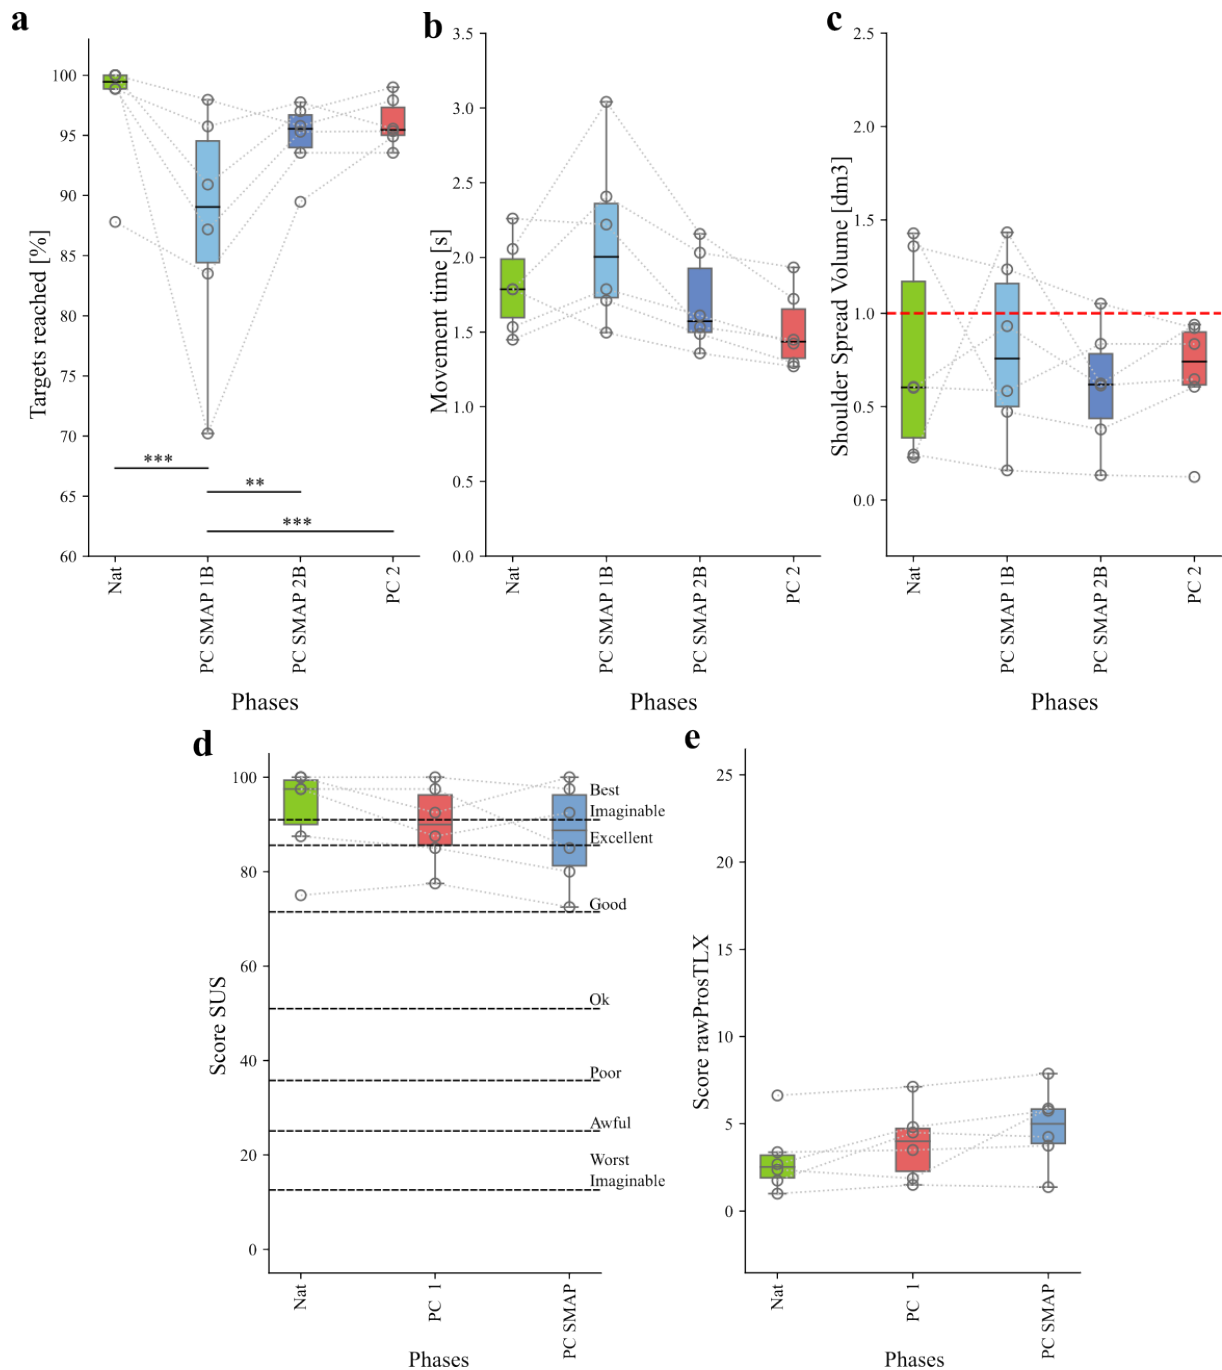 a
Targets reached [%]
100
95
90
85
80
75
70
65
60
***
**
***
Nat
PC SMAP 1B
PC SMAP 2B
PC 2
Phases
b
Movement time [s]
3.5
3.0
2.5
2.0
1.5
1.0
0.5
0.0
Nat
PC SMAP 1B
PC SMAP 2B
PC 2
Phases
c
Shoulder Spread Volume [dm3]
2.5
2.0
1.5
1.0
0.5
0.0
Nat
PC SMAP 1B
PC SMAP 2B
PC 2
Phases
d
Score SUS
100
80
60
40
20
0
Best
Imaginable
Excellent
Good
Ok
Poor
Awful
Worst
Imaginable
Nat
PC 1
PC SMAP
Phases
e
Score rawProsTLX
25
20
15
10
5
0
Nat
PC 1
PC SMAP
Phases